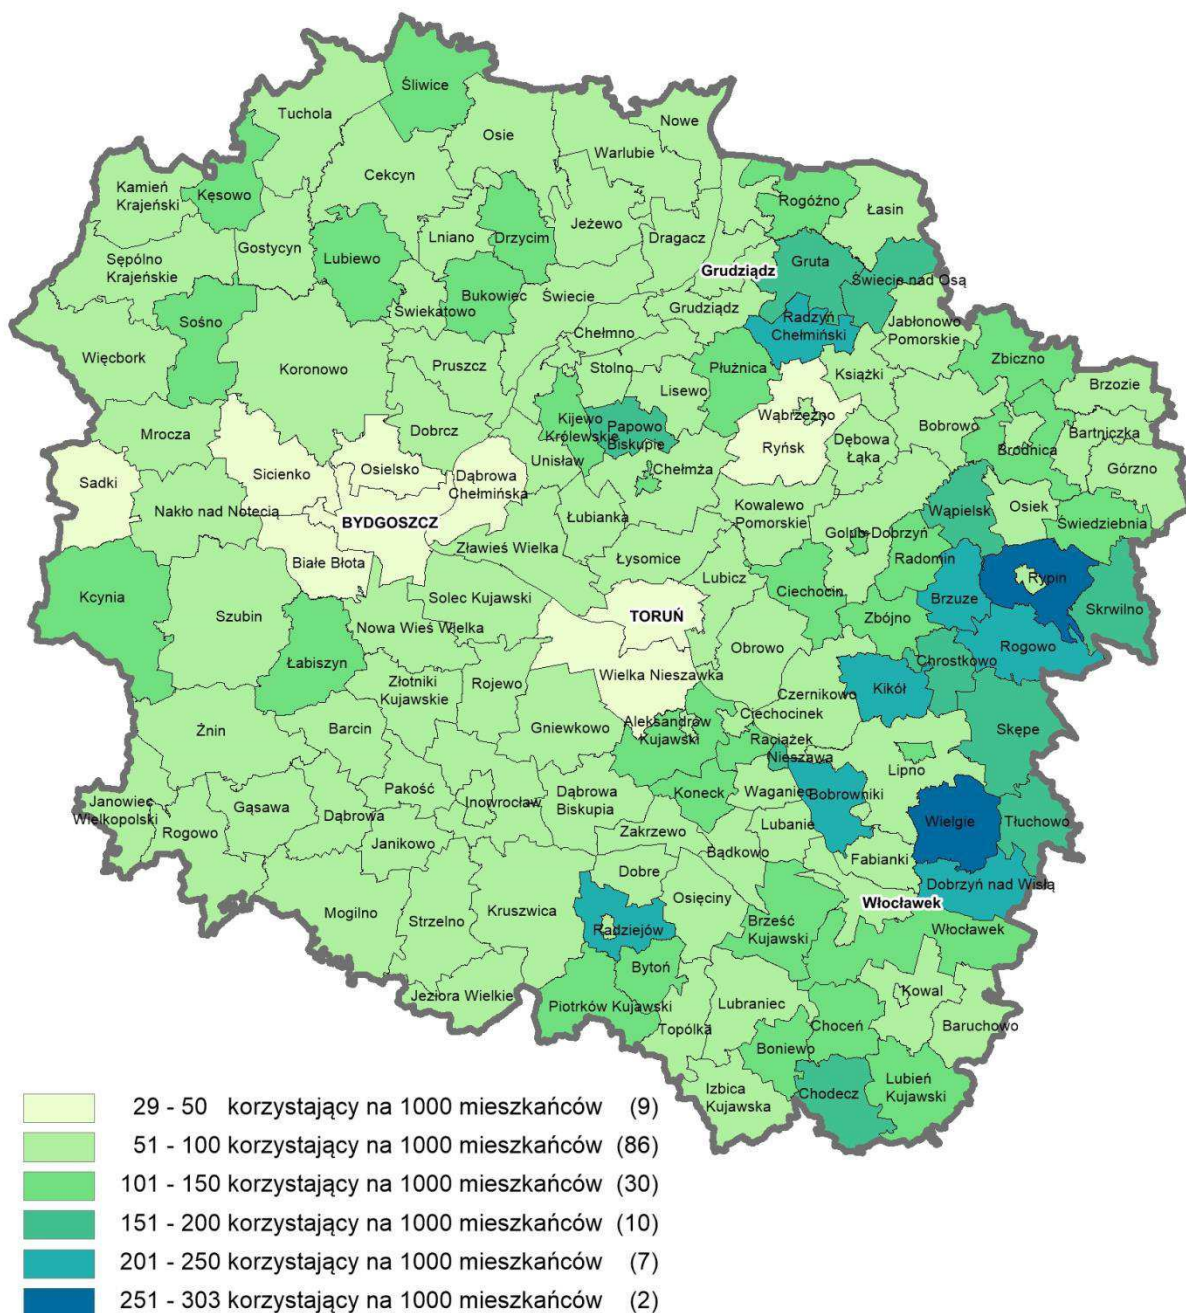 Śliwice
Tuchola
Nowe
Osie
Warlubie
Cekcyn
Kamień
Krajeński
Kęsowo
Rogóźno
Łasin
Jeżewo
Lniano
Drzycim
Dragacz
Gostycyn
Lubiewo
Sępólno
Krajeńskie
Grudziądz
Gruta
Świecie nad Osą
Bukowiec
Świecie
Świekatowo
Grudziądz
Radzyń
Chełmiński
Sośno
Chełmno
Jabłonowo
Pomorskie
Więcbork
Koronowo
Pruszcz
Stolno
Płużnica
Książki
Zbiczno
Lisewo
Brzozie
Wąbrzeźno
Kijewo
Królewskie
Papowo
Biskupie
Mrocza
Dobrcz
Bobrowo
Bartniczka
Ryńsk
Dębowa
Łąka
Brodnica
Unisław
Chełmża
Górzno
Osielsko
Dąbrowa
Chełmińska
Sicienko
Sadki
Wąpielsk
Osiek
Nakło nad Notecią
BYDGOSZCZ
Łubianka
Kowalewo
Pomorskie
Świedziebnia
Golub-Dobrzyń
Zławieś Wielka
Łysomice
Radomin
Białe Błota
Lubicz
Ciechocin
Rypin
Kcynia
Solec Kujawski
Brzuze
Skrwilno
Szubin
TORUŃ
Zbójno
Nowa Wieś Wielka
Obrowo
Rogowo
Łabiszyn
Chrostkowo
Złotniki
Kujawskie
Rojewo
Wielka Nieszawka
Kikół
Czernikowo
Ciechocinek
Żnin
Barcin
Gniewkowo
Aleksandrów
Kujawski
Skępe
Raciążek
Nieszawa
Lipno
Pakość
Janowiec
Wielkopolski
Gąsawa
Inowrocław
Dąbrowa
Biskupia
Koneck
Waganiec
Bobrowniki
Rogowo
Dąbrowa
Wielgie
Tłuchowo
Janikowo
Zakrzewo
Lubanie
Bądkowo
Fabianki
Dobre
Dobrzyń nad Wisłą
Osięciny
Włocławek
Mogilno
Strzelno
Kruszwica
Radziejów
Brześć
Kujawski
Włocławek
Bytoń
Kowal
Jeziora Wielkie
Piotrków Kujawski
Lubraniec
Topólka
Choceń
Baruchowo
Boniewo
Izbica
Kujawska
Chodecz
Lubień
Kujawski
29 - 50 korzystający na 1000 mieszkańców (9)
51 - 100 korzystający na 1000 mieszkańców (86)
101 - 150 korzystający na 1000 mieszkańców (30)
151 - 200 korzystający na 1000 mieszkańców (10)
201 - 250 korzystający na 1000 mieszkańców (7)
251 - 303 korzystający na 1000 mieszkańców (2)